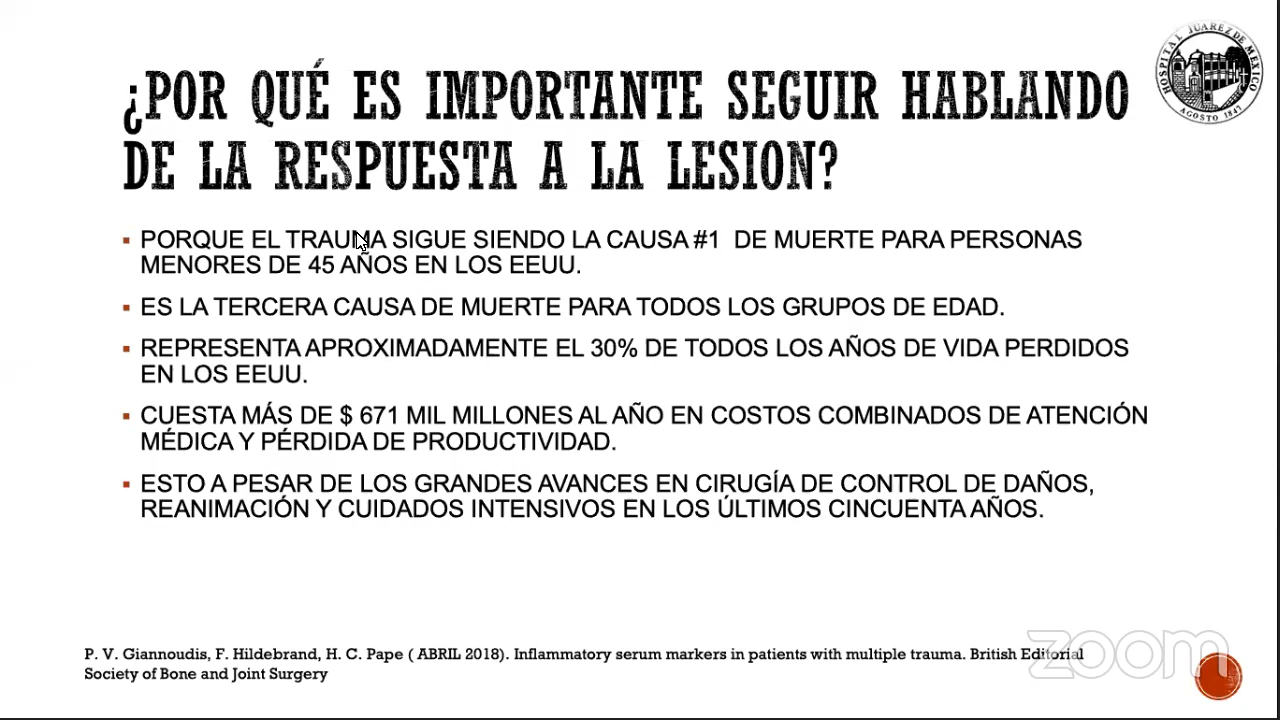 HOSPITAL JUAREZ DE MEXICO
AGOSTO 1847
¿POR QUÉ ES IMPORTANTE SEGUIR HABLANDO
DE LA RESPUESTA A LA LESION?
▪ PORQUE EL TRAUMA SIGUE SIENDO LA CAUSA #1 DE MUERTE PARA PERSONAS
MENORES DE 45 AÑOS EN LOS EEUU.
▪ ES LA TERCERA CAUSA DE MUERTE PARA TODOS LOS GRUPOS DE EDAD.
▪ REPRESENTA APROXIMADAMENTE EL 30% DE TODOS LOS AÑOS DE VIDA PERDIDOS
EN LOS EEUU.
▪ CUESTA MÁS DE $ 671 MIL MILLONES AL AÑO EN COSTOS COMBINADOS DE ATENCIÓN
MÉDICA Y PÉRDIDA DE PRODUCTIVIDAD.
▪ ESTO A PESAR DE LOS GRANDES AVANCES EN CIRUGÍA DE CONTROL DE DAÑOS,
REANIMACIÓN Y CUIDADOS INTENSIVOS EN LOS ÚLTIMOS CINCUENTA AÑOS.
P. V. Giannoudis, F. Hildebrand, H. C. Pape ( ABRIL 2018). Inflammatory serum markers in patients with multiple trauma. British Editorial
Society of Bone and Joint Surgery
zoom